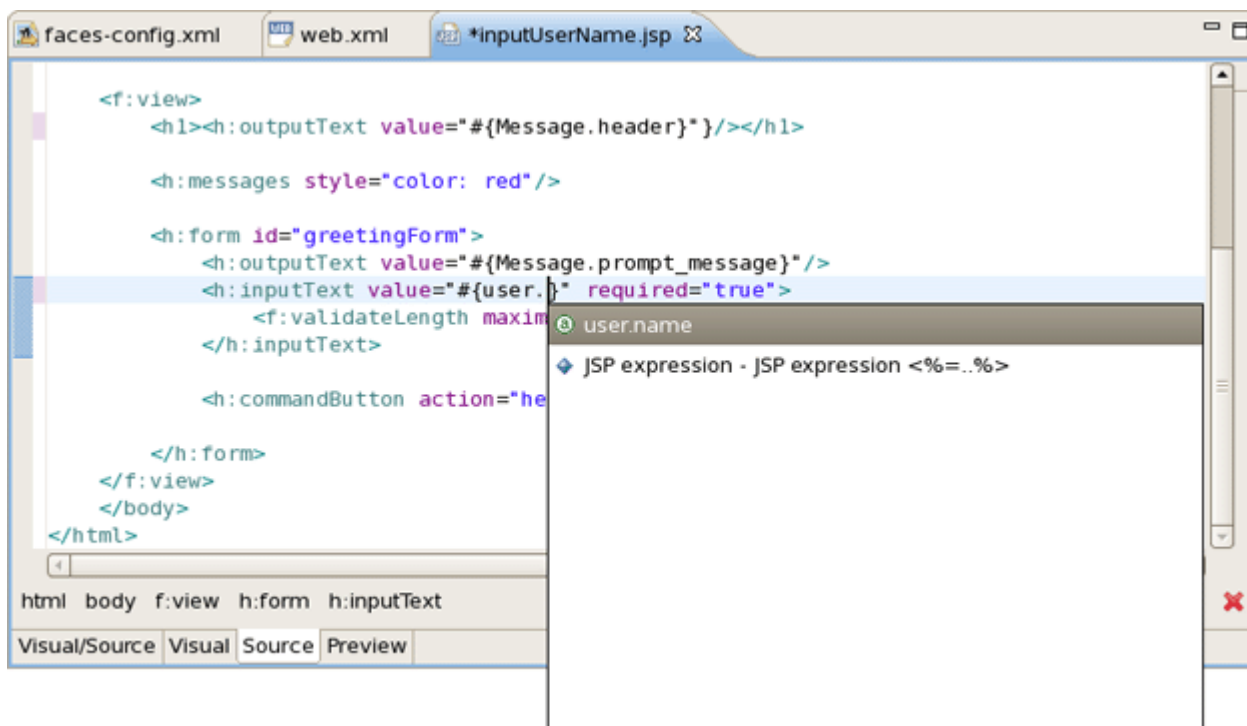 faces-config.xml web.xml *inputUserName.jsp
<f:view>
<h1><h:outputText value="#{Message.header}"}/></h1>
<h:messages style="color: red"/>
<h:form id="greetingForm">
<h:outputText value="#{Message.prompt_message}"/>
<h:inputText value="#{user.}" required="true">
<f:validateLength maxim
</h:inputText>
<h:commandButton action="he
</h:form>
</f:view>
</body>
</html>
user.name
JSP expression - JSP expression <%=..%>
html body f:view h:form h:inputText
Visual/Source Visual Source Preview